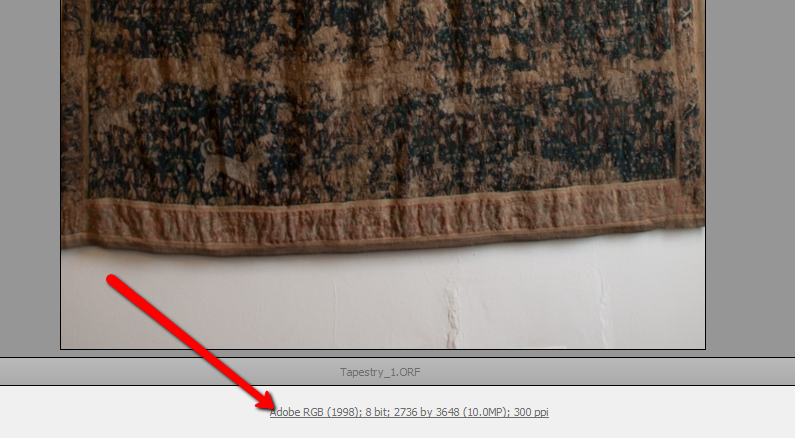 Tapestry_1.ORF
Adobe RGB (1998); 8 bit; 2736 by 3648 (10.0MP); 300 ppi